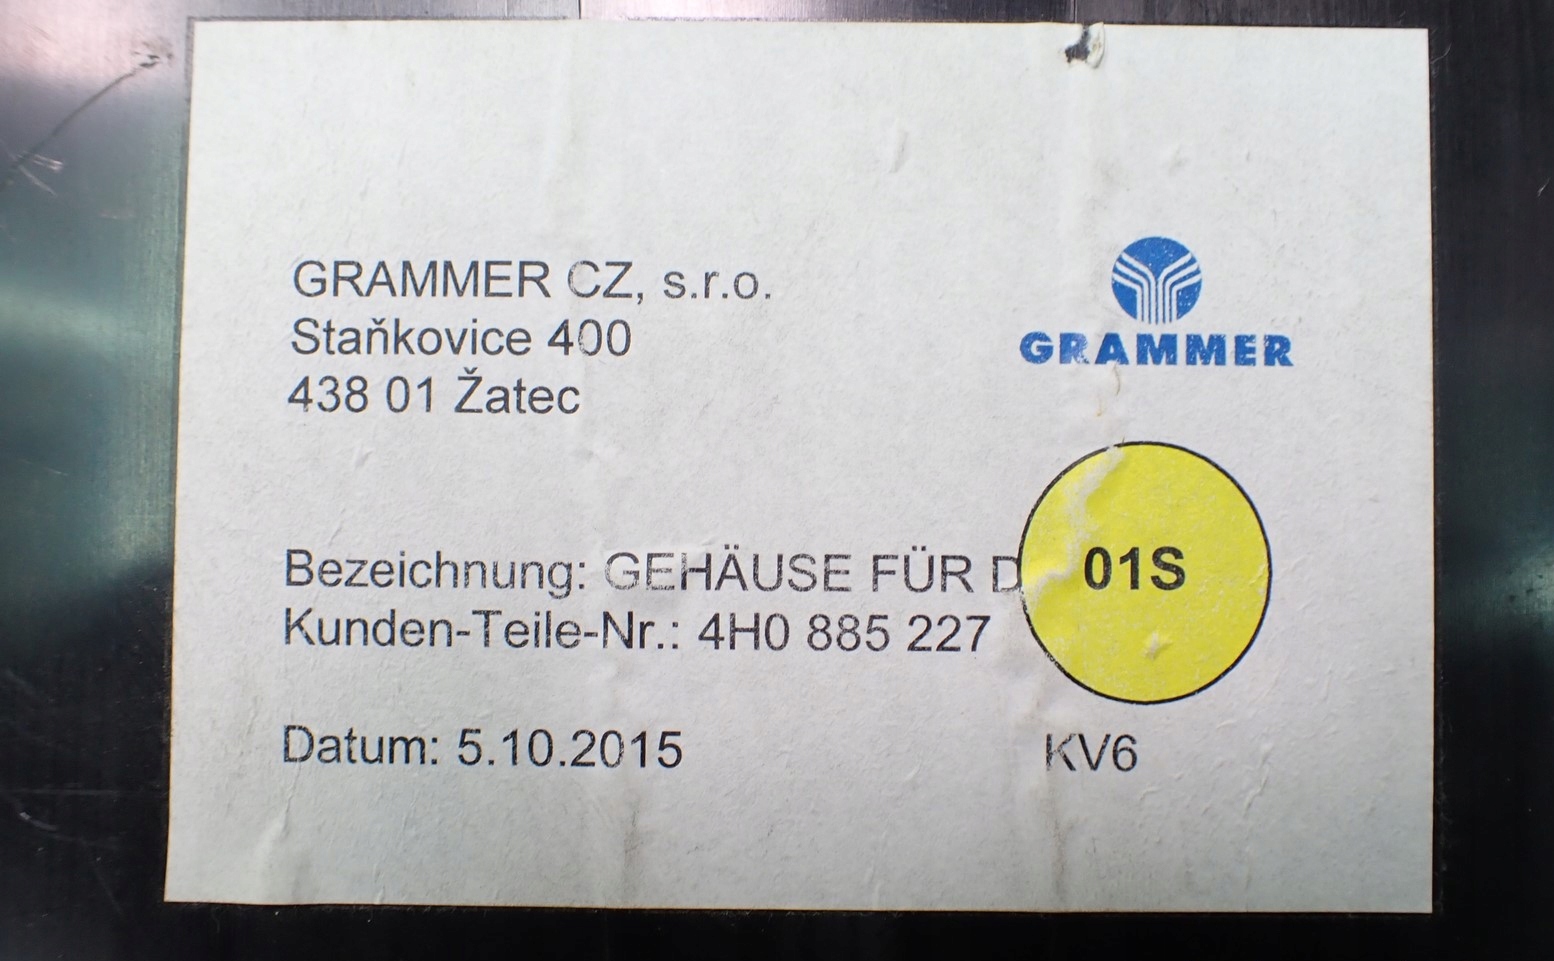 GRAMMER CZ, s.r.o.
Staňkovice 400
438 01 Žatec
GRAMMER
Bezeichnung: GEHÄUSE FÜR D
01S
Kunden-Teile-Nr.: 4H0 885 227
Datum: 5.10.2015
KV6